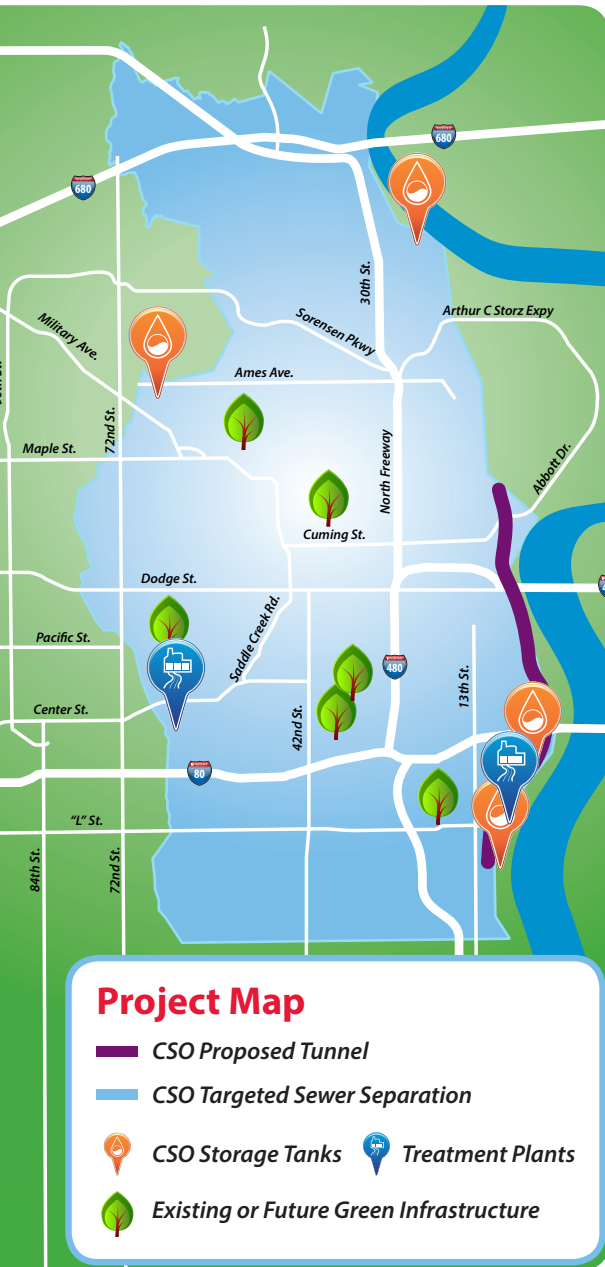 680
680
30th St.
Military Ave.
Sorensen Pkwy
Arthur C Storz Expy
Ames Ave.
72nd St.
Maple St.
North Freeway
Abbott Dr.
Cuming St.
Dodge St.
Saddle Creek Rd.
Pacific St.
480
13th St.
Center St.
42nd St.
80
"L" St.
84th St.
72nd St.
Project Map
CSO Proposed Tunnel
CSO Targeted Sewer Separation
CSO Storage Tanks
Treatment Plants
Existing or Future Green Infrastructure